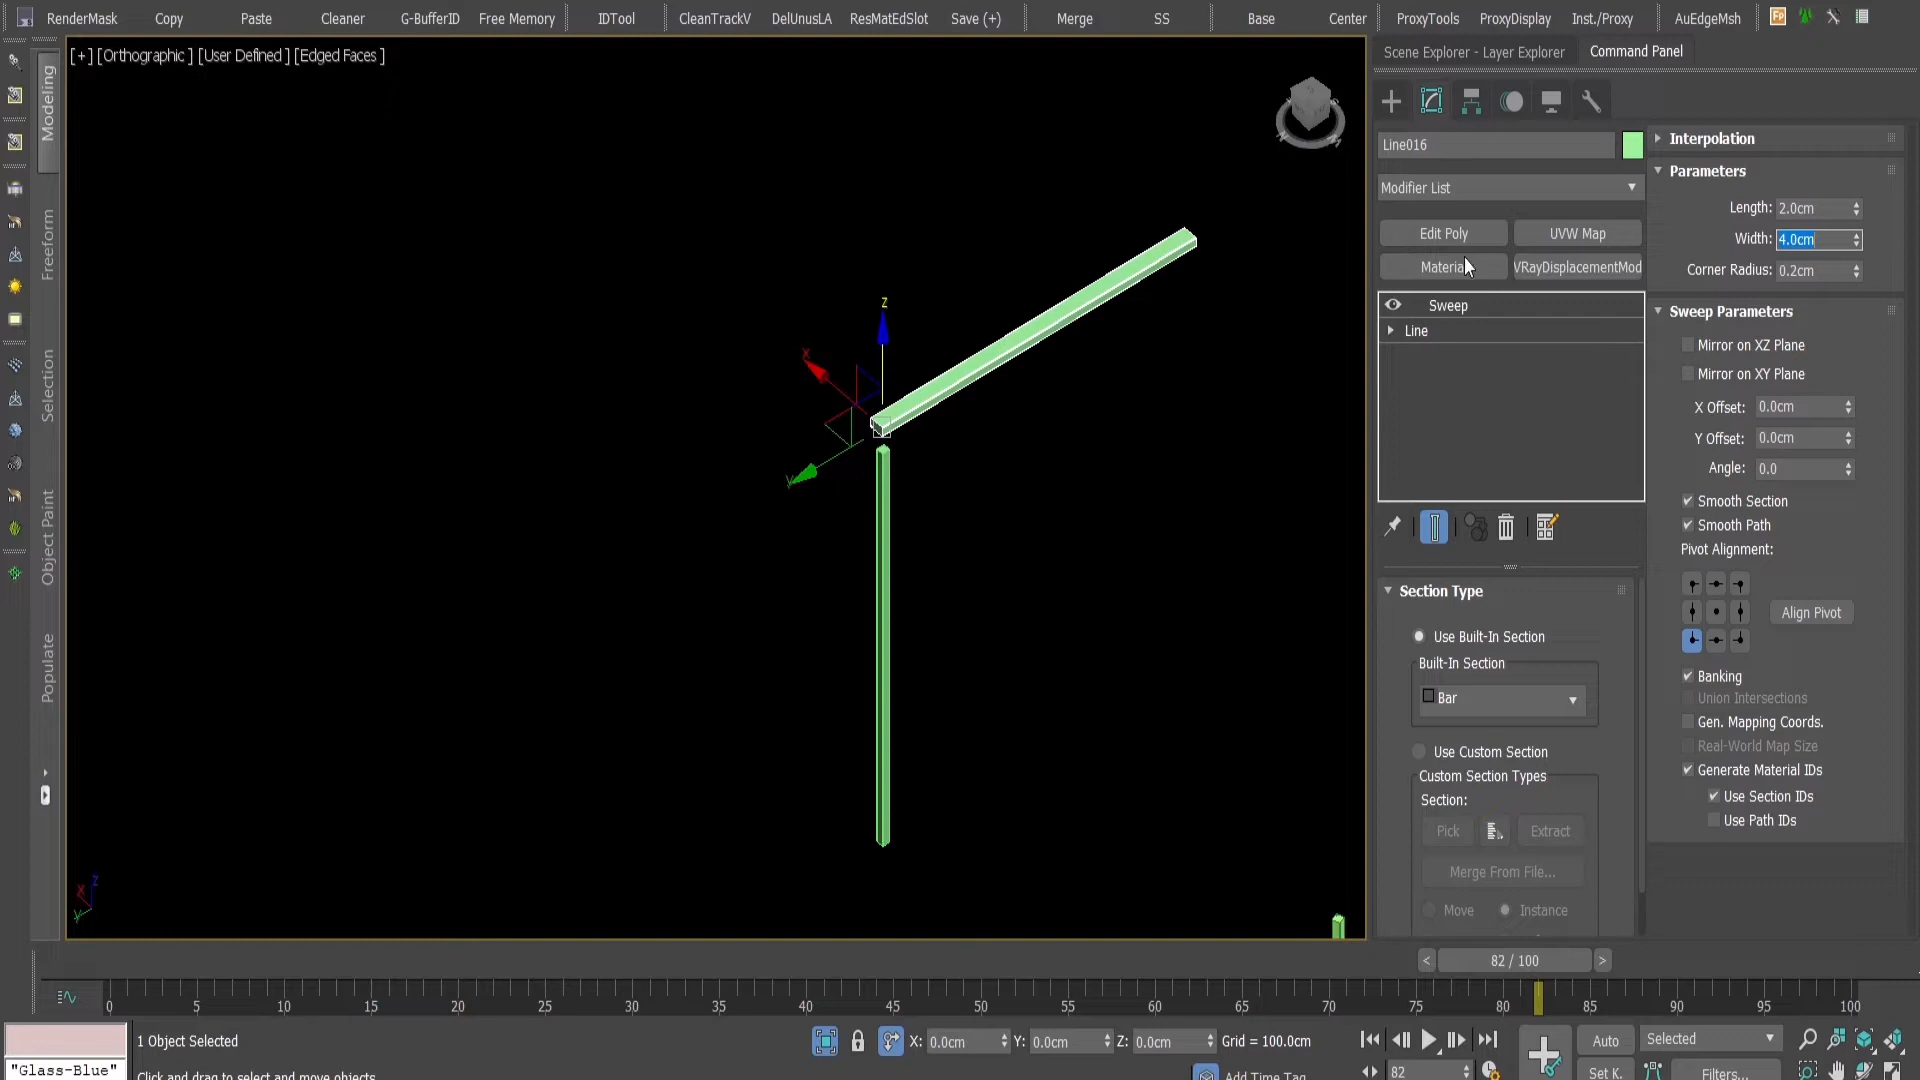 RenderMask Copy Paste Cleaner G-BufferID Free Memory IDTool CleanTrackV DelUnusLA ResMatEdSlot Save (+) Merge SS Base Center ProxyTools ProxyDisplay Inst./Proxy AuEdgeMsh
[+] [Orthographic ] [User Defined ] [Edged Faces ]
Scene Explorer - Layer Explorer Command Panel
Modeling
Freeform
Selection
Object Paint
Populate
Line016
Modifier List
Edit Poly UVW Map
Material VRayDisplacementMod
Sweep
Line
Section Type
Use Built-In Section
Built-In Section
Bar
Use Custom Section
Custom Section Types
Section:
Pick Extract
Merge From File...
Move Instance
Interpolation
Parameters
Length: 2.0cm
Width: 4.0cm
Corner Radius: 0.2cm
Sweep Parameters
Mirror on XZ Plane
Mirror on XY Plane
X Offset: 0.0cm
Y Offset: 0.0cm
Angle: 0.0
Smooth Section
Smooth Path
Pivot Alignment:
Align Pivot
Banking
Union Intersections
Gen. Mapping Coords.
Real-World Map Size
Generate Material IDs
Use Section IDs
Use Path IDs
z
x
y
z
x
y
< 82 / 100 >
0 5 10 15 20 25 30 35 40 45 50 55 60 65 70 75 80 85 90 95 100
1 Object Selected X: 0.0cm Y: 0.0cm Z: 0.0cm Grid = 100.0cm Auto Selected
"Glass-Blue" Click and drag to select and move objects Add Time Tag 82 Set K. Filters...